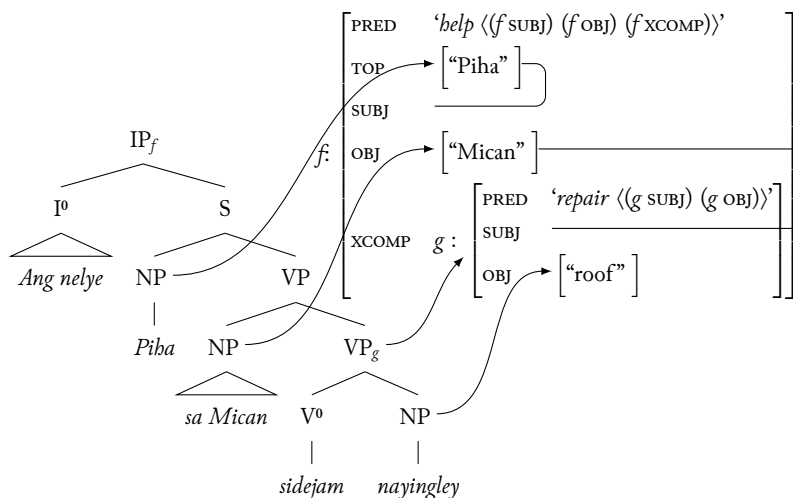 PRED ‘help ⟨(f SUBJ) (f OBJ) (f XCOMP)⟩’
TOP [“Piha”]
SUBJ
IP_f
f: OBJ [“Mican”]
PRED ‘repair ⟨(g SUBJ) (g OBJ)⟩’
I⁰ S
SUBJ
XCOMP g :
Ang nelye NP VP OBJ [“roof”]
Piha NP VP_g
sa Mican V⁰ NP
sidejam nayingley